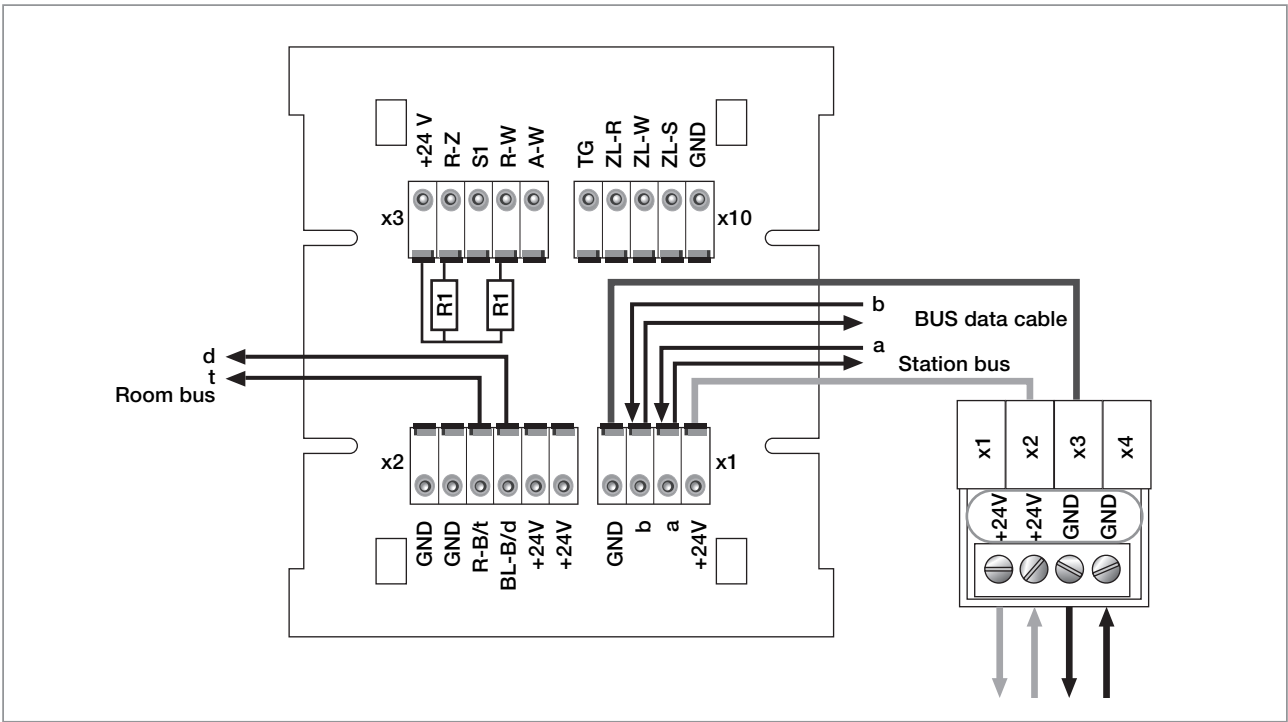 +24 V
R-Z
S1
R-W
A-W
TG
ZL-R
ZL-W
ZL-S
GND
x3
x10
R1
R1
b
BUS data cable
a
Station bus
d
t
Room bus
x2
x1
GND
GND
R-B/t
BL-B/d
+24V
+24V
GND
b
a
+24V
x1
x2
x3
x4
+24V
+24V
GND
GND